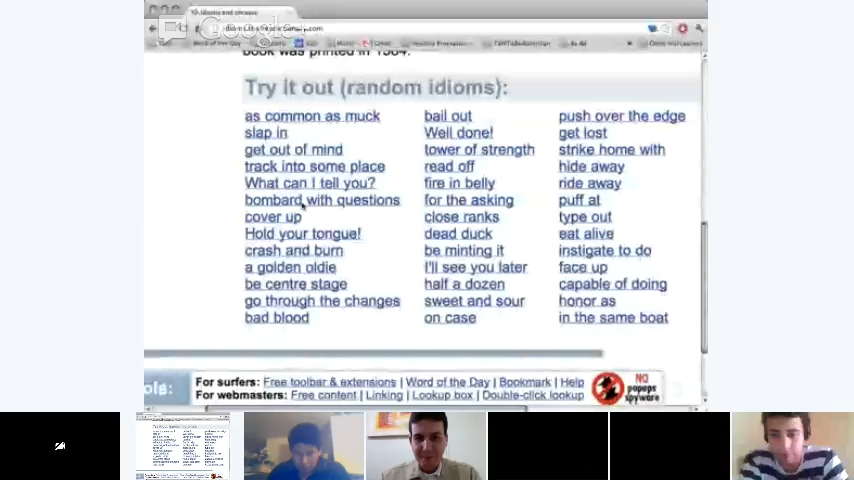 Idioms and phrases
Google
book was printed in 1984.
Try it out (random idioms):
as common as muck
slap in
get out of mind
track into some place
What can I tell you?
bombard with questions
cover up
Hold your tongue!
crash and burn
a golden oldie
be centre stage
go through the changes
bad blood
bail out
Well done!
tower of strength
read off
fire in belly
for the asking
close ranks
dead duck
be minting it
I'll see you later
half a dozen
sweet and sour
on case
push over the edge
get lost
strike home with
hide away
ride away
puff at
type out
eat alive
instigate to do
face up
capable of doing
honor as
in the same boat
ols:
For surfers: Free toolbar & extensions | Word of the Day | Bookmark | Help
For webmasters: Free content | Linking | Lookup box | Double-click lookup
NO
popups
spyware